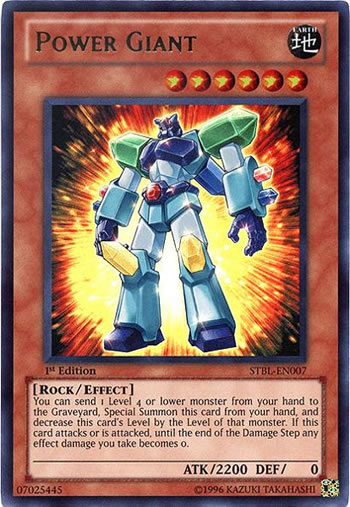 POWER GIANT
EARTH
地
1st Edition
STBL-EN007
[ROCK/EFFECT]
You can send 1 Level 4 or lower monster from your hand to
the Graveyard, Special Summon this card from your hand, and
decrease this card's Level by the Level of that monster. If this
card attacks or is attacked, until the end of the Damage Step any
effect damage you take becomes 0.
ATK/2200 DEF/ 0
07025445
©1996 KAZUKI TAKAHASHI